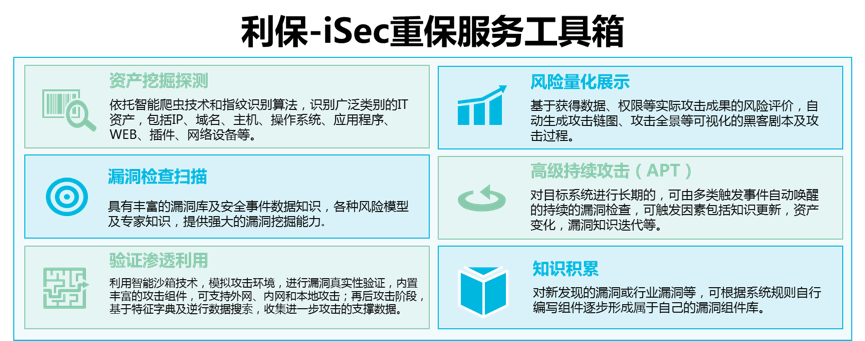 利保-iSec重保服务工具箱
资产挖掘探测
依托智能爬虫技术和指纹识别算法，识别广泛类别的IT
资产，包括IP、域名、主机、操作系统、应用程序、
WEB、插件、网络设备等。
漏洞检查扫描
具有丰富的漏洞库及安全事件数据知识，各种风险模型
及专家知识，提供强大的漏洞挖掘能力.
验证渗透利用
利用智能沙箱技术，模拟攻击环境，进行漏洞真实性验证，内置
丰富的攻击组件，可支持外网、内网和本地攻击；再后攻击阶段，
基于特征字典及逆行数据搜索，收集进一步攻击的支撑数据。
风险量化展示
基于获得数据、权限等实际攻击成果的风险评价，自
动生成攻击链图、攻击全景等可视化的黑客剧本及攻
击过程。
高级持续攻击（APT）
对目标系统进行长期的，可由多类触发事件自动唤醒
的持续的漏洞检查，可触发因素包括知识更新，资产
变化，漏洞知识迭代等。
知识积累
对新发现的漏洞或行业漏洞等，可根据系统规则自行
编写组件逐步形成属于自己的漏洞组件库。